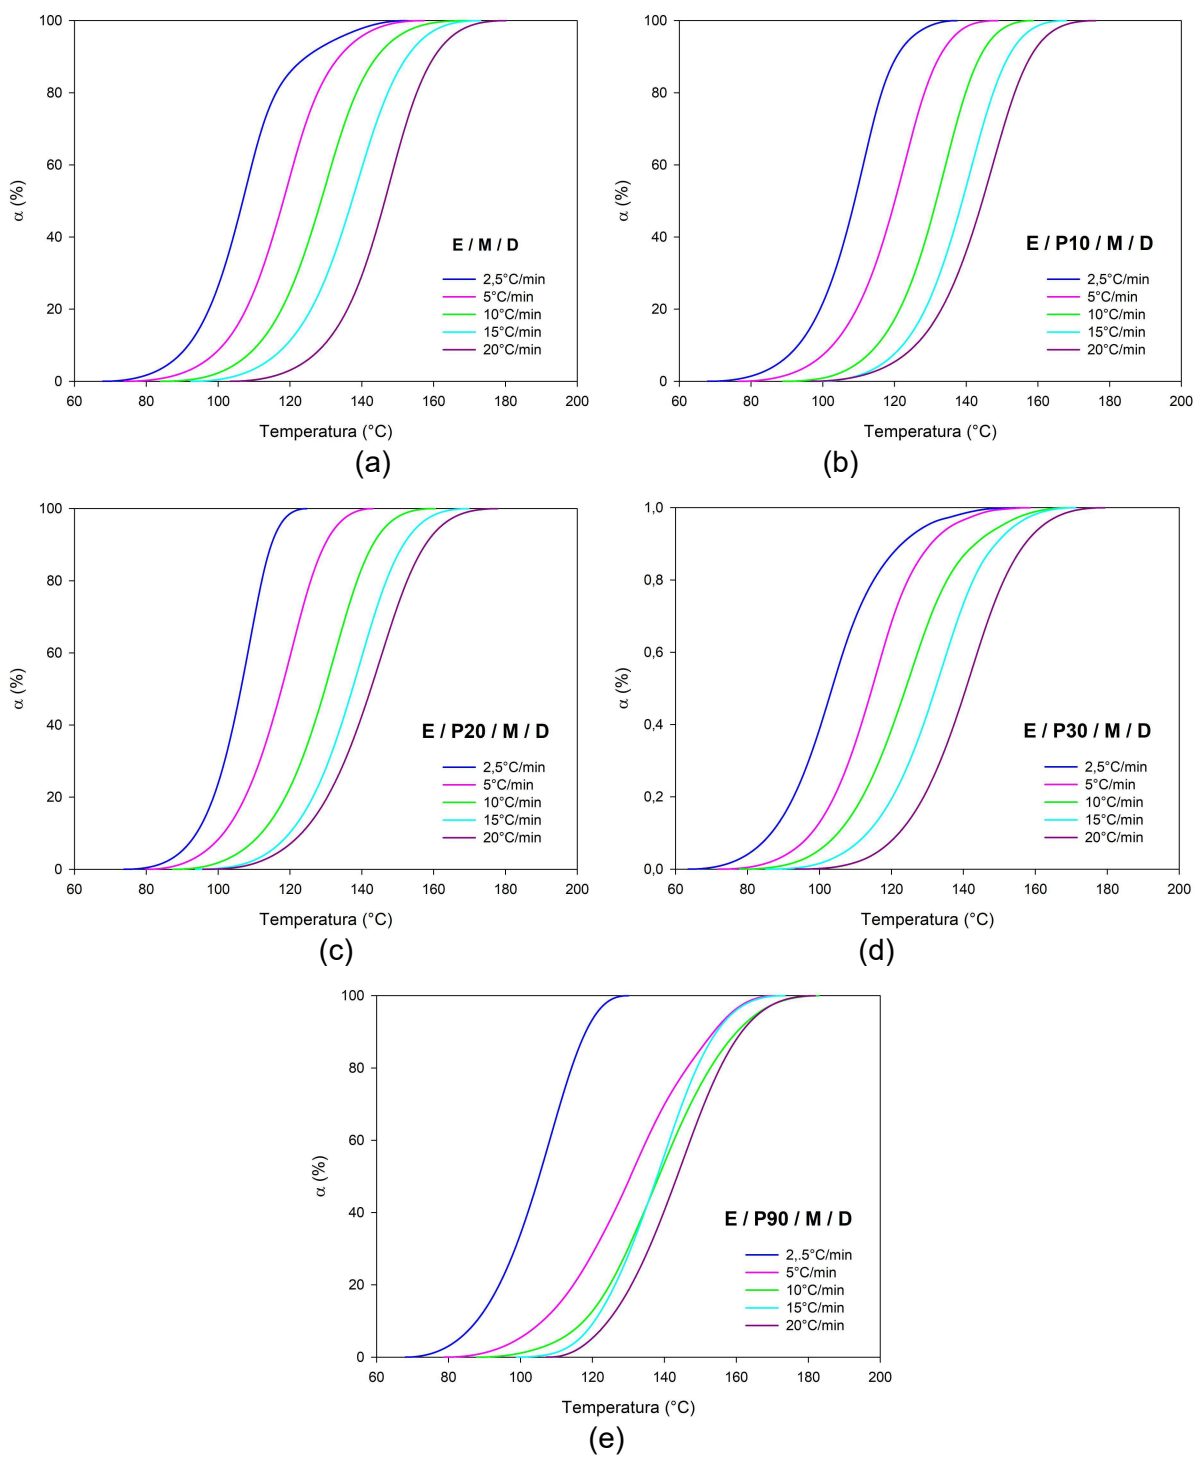 100
80
60
40
20
0
α (%)
E / M / D
2,5°C/min
5°C/min
10°C/min
15°C/min
20°C/min
60 80 100 120 140 160 180 200
Temperatura (°C)
(a)
100
80
60
40
20
0
α (%)
E / P10 / M / D
2,5°C/min
5°C/min
10°C/min
15°C/min
20°C/min
60 80 100 120 140 160 180 200
Temperatura (°C)
(b)
100
80
60
40
20
0
α (%)
E / P20 / M / D
2,5°C/min
5°C/min
10°C/min
15°C/min
20°C/min
60 80 100 120 140 160 180 200
Temperatura (°C)
(c)
1,0
0,8
0,6
0,4
0,2
0,0
α (%)
E / P30 / M / D
2,5°C/min
5°C/min
10°C/min
15°C/min
20°C/min
60 80 100 120 140 160 180 200
Temperatura (°C)
(d)
100
80
60
40
20
0
α (%)
E / P90 / M / D
2,.5°C/min
5°C/min
10°C/min
15°C/min
20°C/min
60 80 100 120 140 160 180 200
Temperatura (°C)
(e)